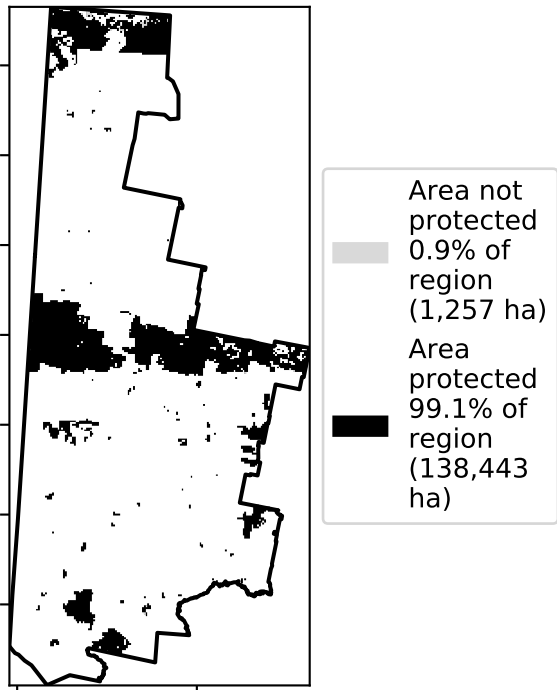 Area not
protected
0.9% of
region
(1,257 ha)
Area
protected
99.1% of
region
(138,443
ha)